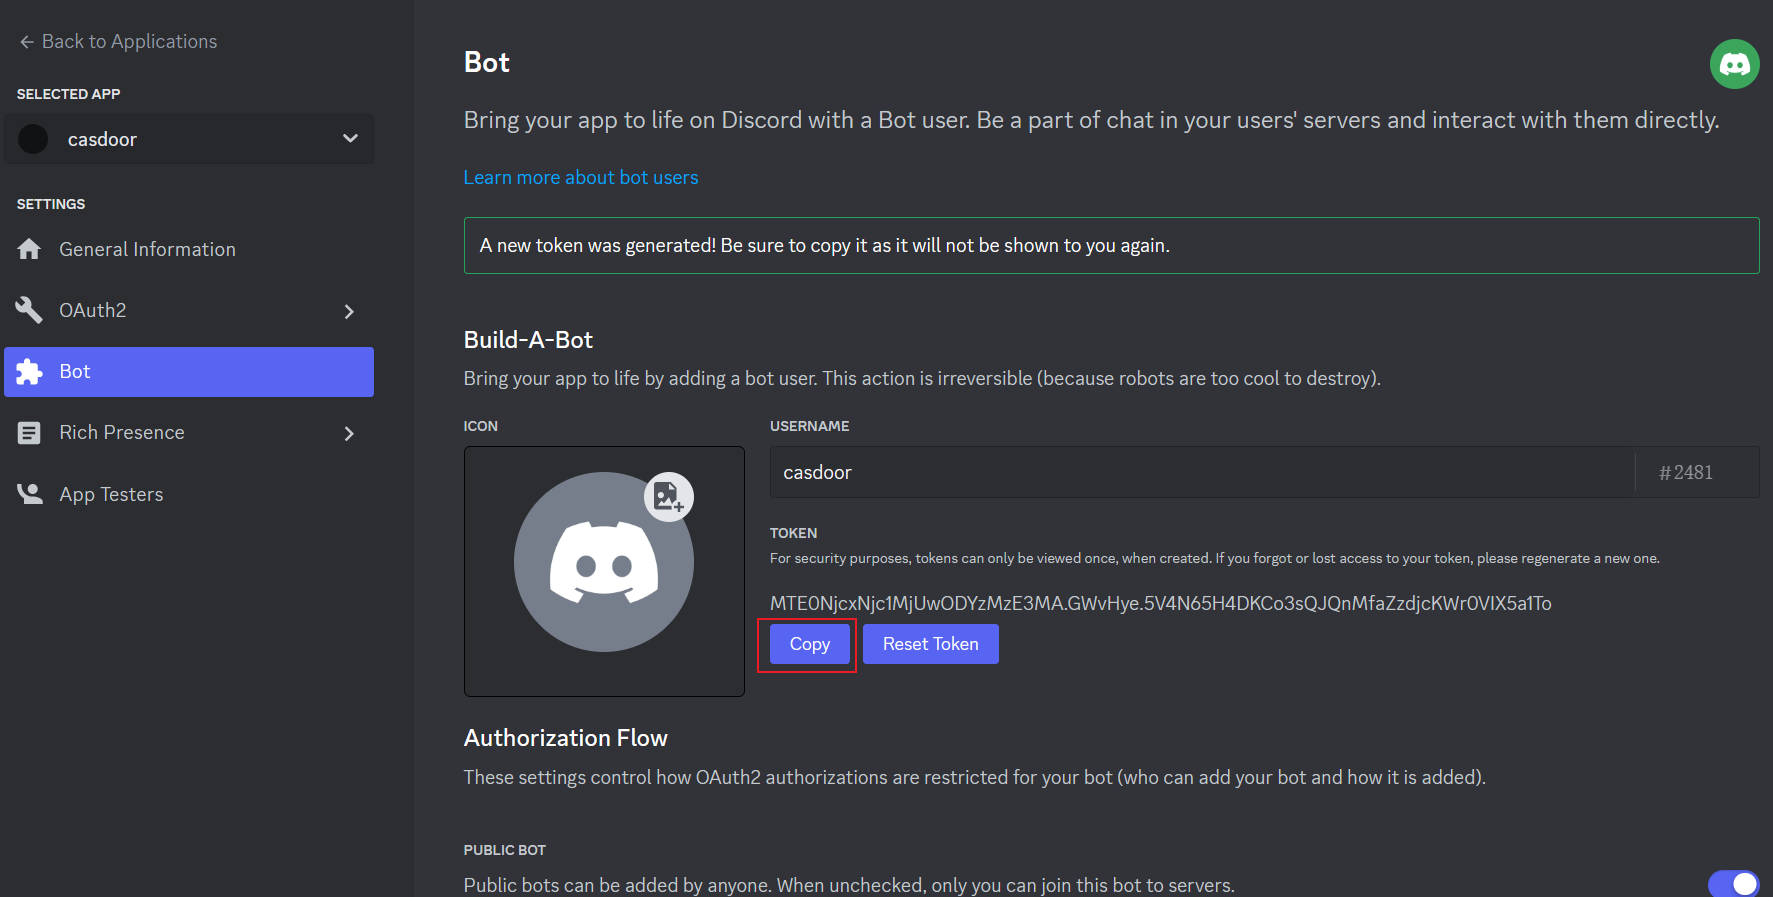 Back to Applications
SELECTED APP
casdoor
SETTINGS
General Information
OAuth2
Bot
Rich Presence
App Testers
Bot
Bring your app to life on Discord with a Bot user. Be a part of chat in your users' servers and interact with them directly.
Learn more about bot users
A new token was generated! Be sure to copy it as it will not be shown to you again.
Build-A-Bot
Bring your app to life by adding a bot user. This action is irreversible (because robots are too cool to destroy).
ICON
USERNAME
casdoor #2481
TOKEN
For security purposes, tokens can only be viewed once, when created. If you forgot or lost access to your token, please regenerate a new one.
MTE0NjcxNjc1MjUwODYzMzE3MA.GWvHye.5V4N65H4DKCo3sQJQnMfaZzdjcKWr0VIX5a1To
Copy Reset Token
Authorization Flow
These settings control how OAuth2 authorizations are restricted for your bot (who can add your bot and how it is added).
PUBLIC BOT
Public bots can be added by anyone. When unchecked, only you can join this bot to servers.